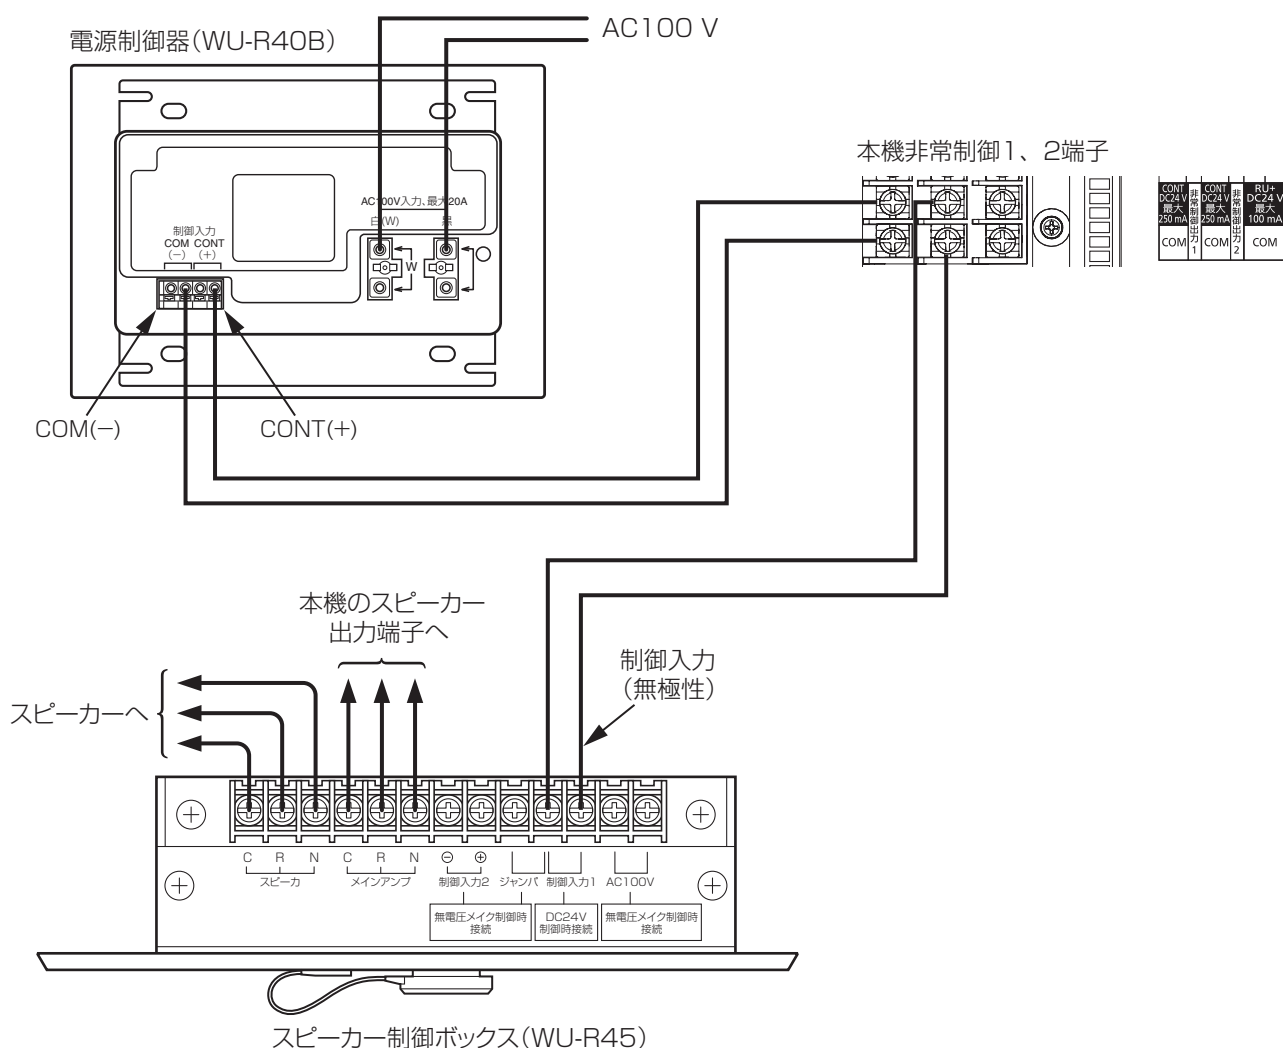 AC100 V
電源制御器(WU-R40B)
本機非常制御1、2端子
AC100V入力、最大20A
白(W)
黒
W
制御入力
COM CONT
(−) (+)
CONT
DC24 V
最大
250 mA
COM
非常制御出力1
CONT
DC24 V
最大
250 mA
COM
非常制御出力2
RU+
DC24 V
最大
100 mA
COM
COM(−)
CONT(+)
本機のスピーカー
出力端子へ
制御入力
(無極性)
スピーカーへ
C R N C R N ⊖ ⊕
スピーカ メインアンプ 制御入力2 ジャンパ 制御入力1 AC100V
無電圧メイク制御時
接続
DC24V
制御時接続
無電圧メイク制御時
接続
スピーカー制御ボックス(WU-R45)